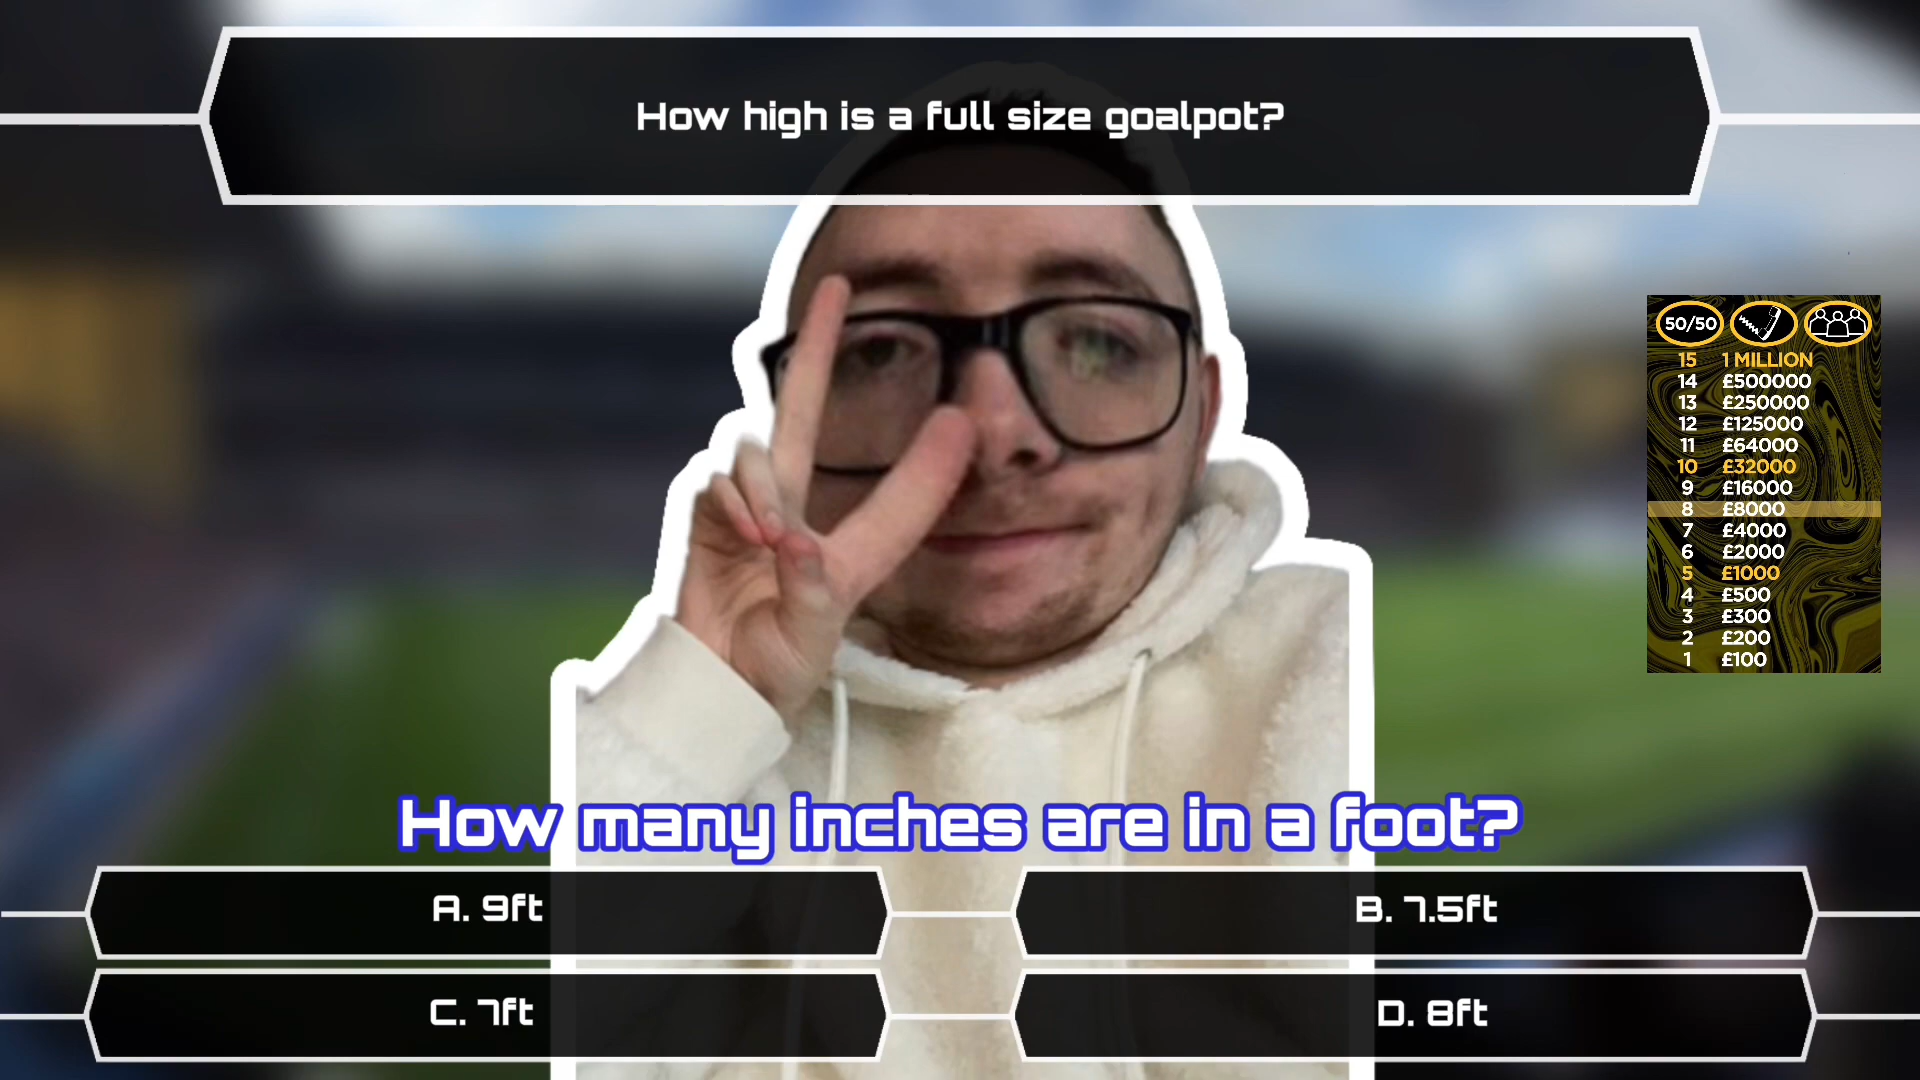 How high is a full size goalpot?
50/50
15 1 MILLION
14 £500000
13 £250000
12 £125000
11 £64000
10 £32000
9 £16000
8 £8000
7 £4000
6 £2000
5 £1000
4 £500
3 £300
2 £200
1 £100
How many inches are in a foot?
A. 9ft
B. 7.5ft
C. 7ft
D. 8ft